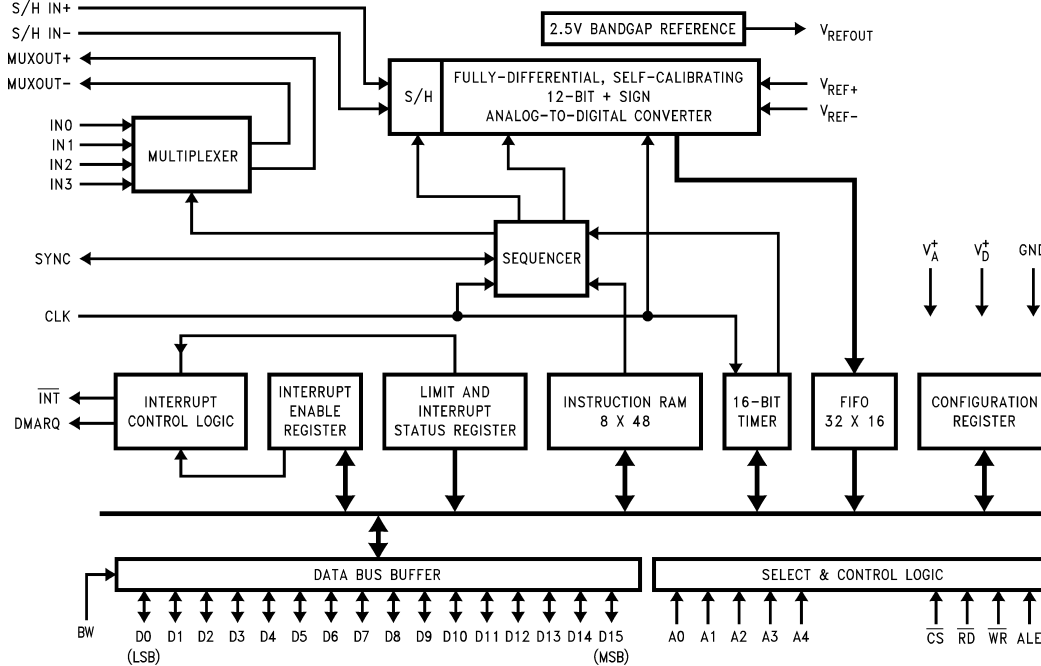 S/H IN+
S/H IN-
MUXOUT+
MUXOUT-
IN0
IN1
IN2
IN3
MULTIPLEXER
2.5V BANDGAP REFERENCE
VREFOUT
S/H
FULLY-DIFFERENTIAL, SELF-CALIBRATING
12-BIT + SIGN
ANALOG-TO-DIGITAL CONVERTER
VREF+
VREF-
SYNC
SEQUENCER
CLK
VA+
VD+
GND
INT
DMARQ
INTERRUPT
CONTROL LOGIC
INTERRUPT
ENABLE
REGISTER
LIMIT AND
INTERRUPT
STATUS REGISTER
INSTRUCTION RAM
8 X 48
16-BIT
TIMER
FIFO
32 X 16
CONFIGURATION
REGISTER
DATA BUS BUFFER
SELECT & CONTROL LOGIC
BW
D0 D1 D2 D3 D4 D5 D6 D7 D8 D9 D10 D11 D12 D13 D14 D15
(LSB) (MSB)
A0 A1 A2 A3 A4
CS RD WR ALE